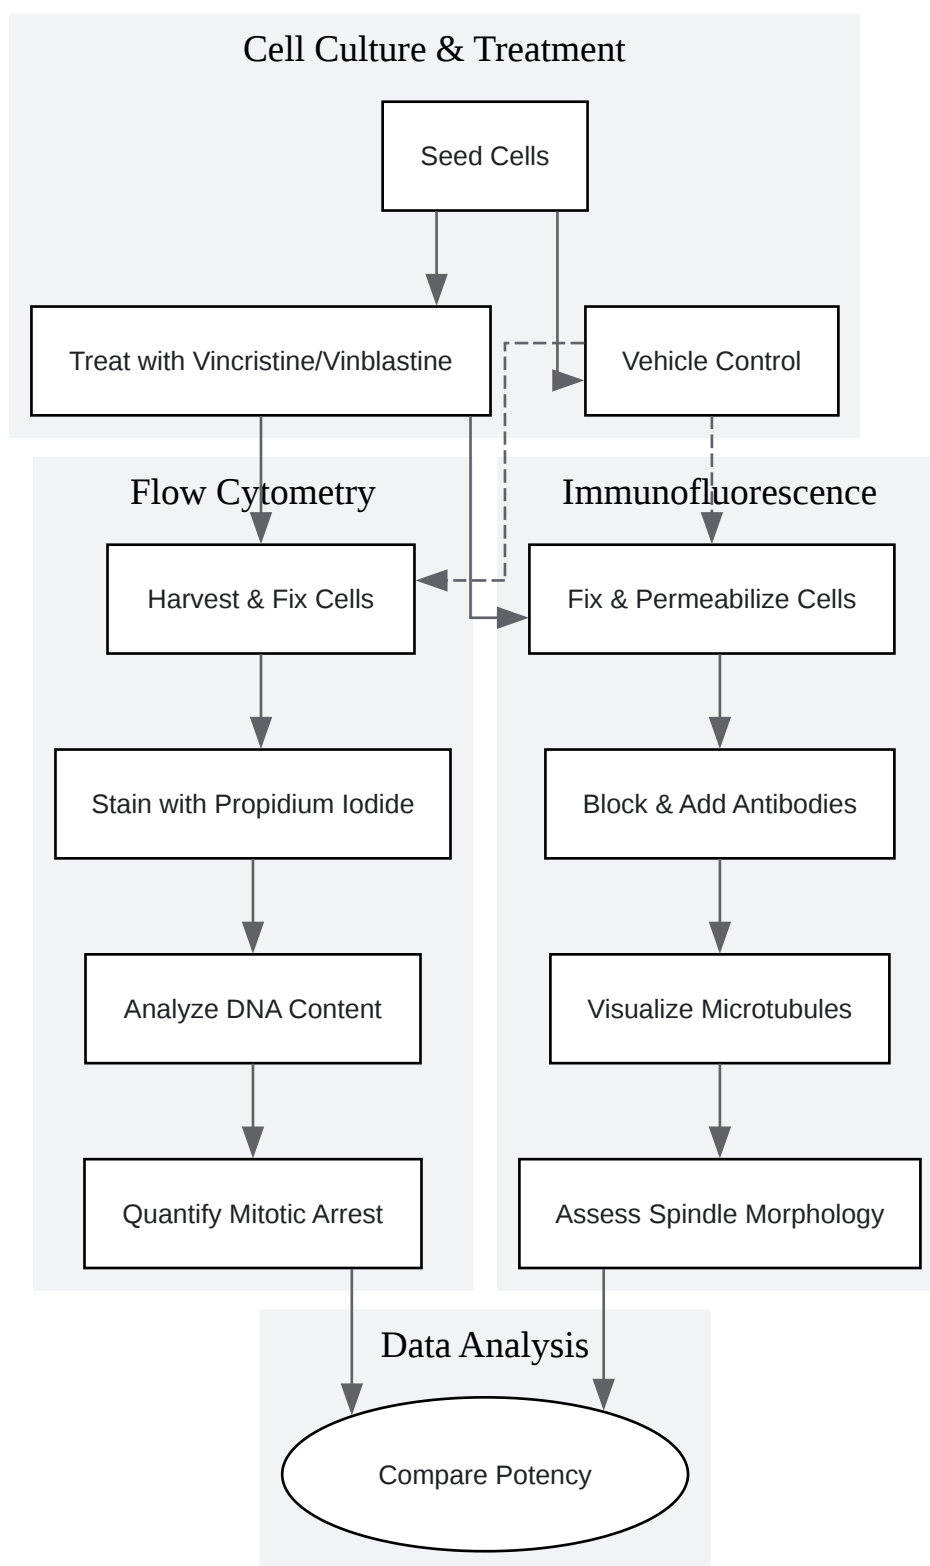 Cell Culture & Treatment
Seed Cells
Treat with Vincristine/Vinblastine
Vehicle Control
Flow Cytometry
Immunofluorescence
Harvest & Fix Cells
Fix & Permeabilize Cells
Stain with Propidium Iodide
Block & Add Antibodies
Analyze DNA Content
Visualize Microtubules
Quantify Mitotic Arrest
Assess Spindle Morphology
Data Analysis
Compare Potency